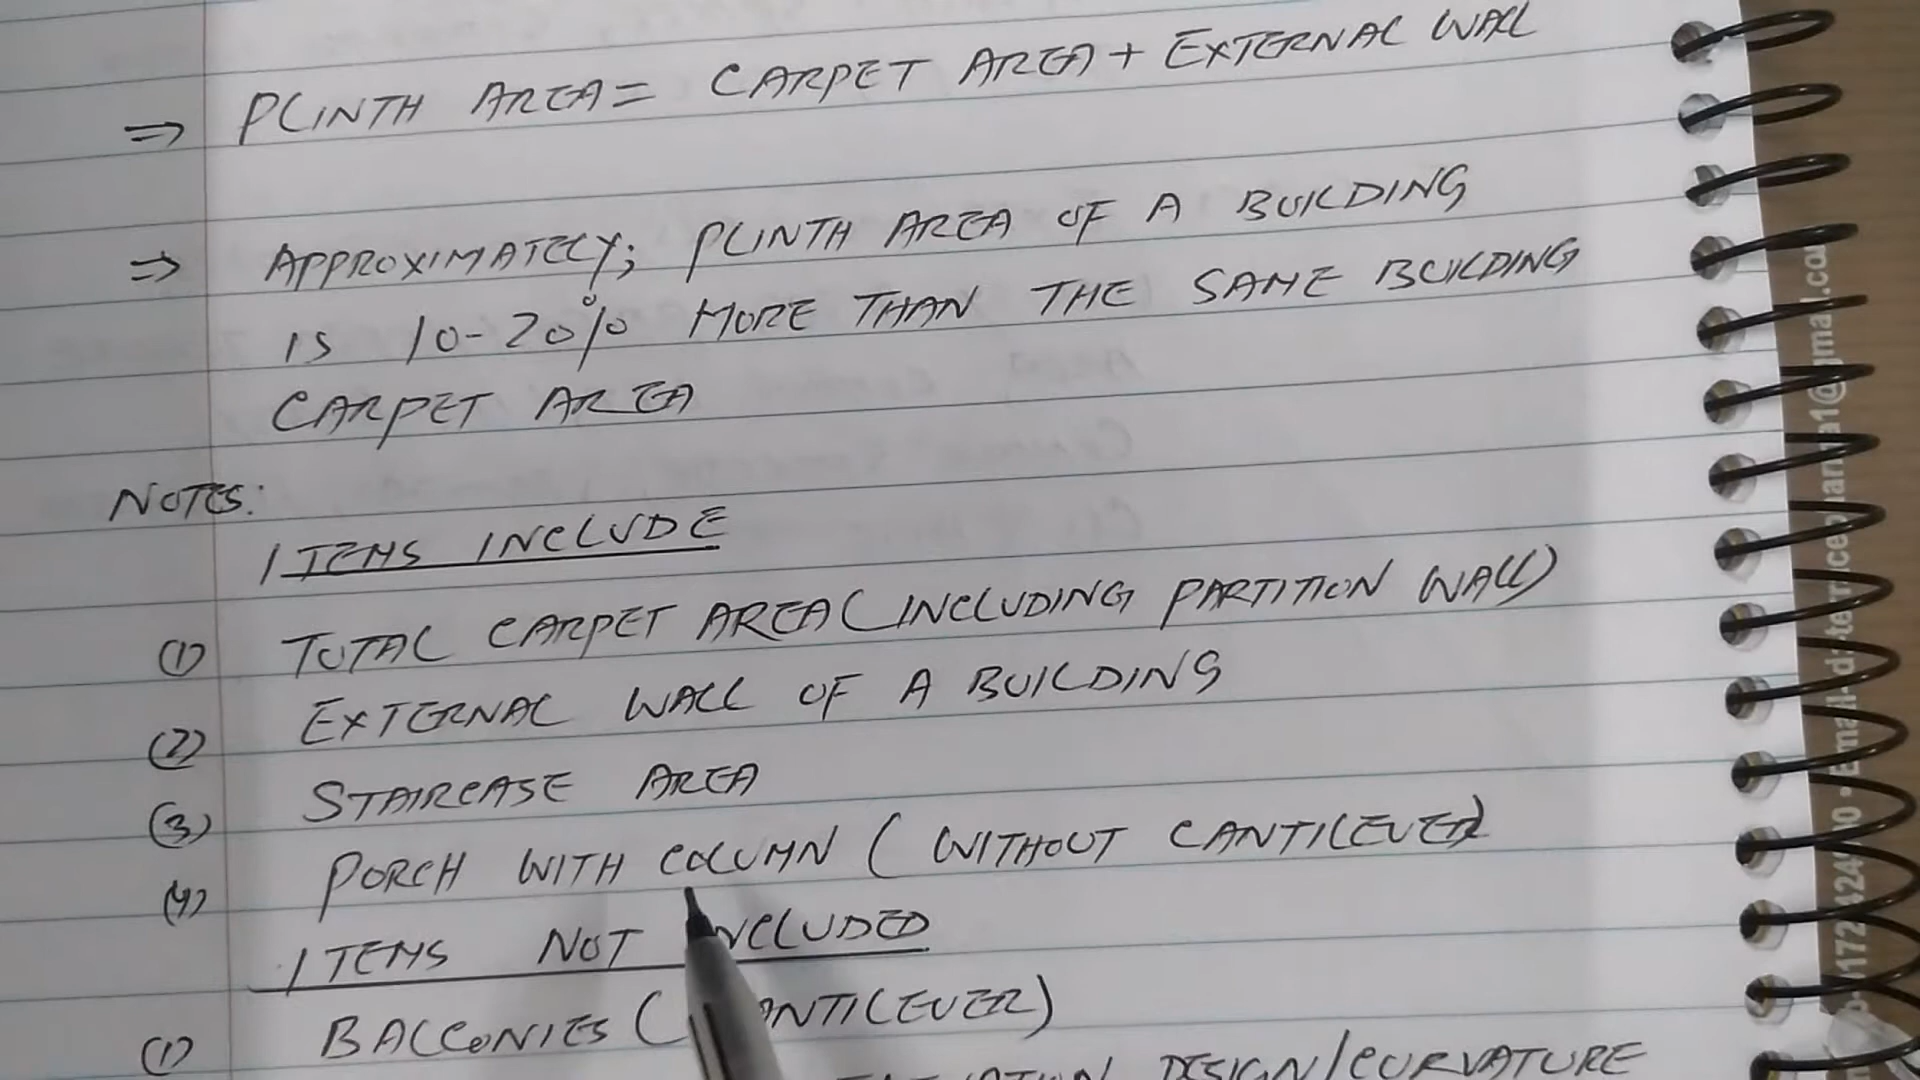 ⇒ PLINTH AREA = CARPET AREA + EXTERNAL WALL
⇒ APPROXIMATELY; PLINTH AREA OF A BUILDING
IS 10-20% MORE THAN THE SAME BUILDING
CARPET AREA
NOTES:
ITEMS INCLUDE
(1) TOTAL CARPET AREA (INCLUDING PARTITION WALL)
(2) EXTERNAL WALL OF A BUILDING
(3) STAIRCASE AREA
(4) PORCH WITH COLUMN (WITHOUT CANTILEVER)
ITEMS NOT INCLUDED
(1) BALCONIES (CANTILEVER)
DESIGN/CURVATURE